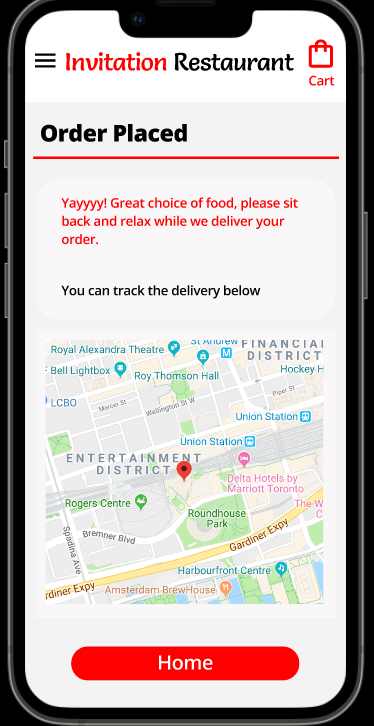 Invitation Restaurant
Cart
Order Placed
Yayyyy! Great choice of food, please sit
back and relax while we deliver your
order.
You can track the delivery below
Royal Alexandra Theatre
St Andrew
M
FINANCIAL
DISTRICT
Bell Lightbox
Roy Thomson Hall
Hockey H
LCBO
Mercer St
Wellington St W
Piper St
Union Station
Union Station
ENTERTAINMENT
DISTRICT
Delta Hotels by
Marriott Toronto
Rogers Centre
The W
C
Roundhouse
Park
Spadina Ave
Bremner Blvd
Gardiner Expy
Harbourfront Centre
rdiner Expy
Amsterdam BrewHouse
Home